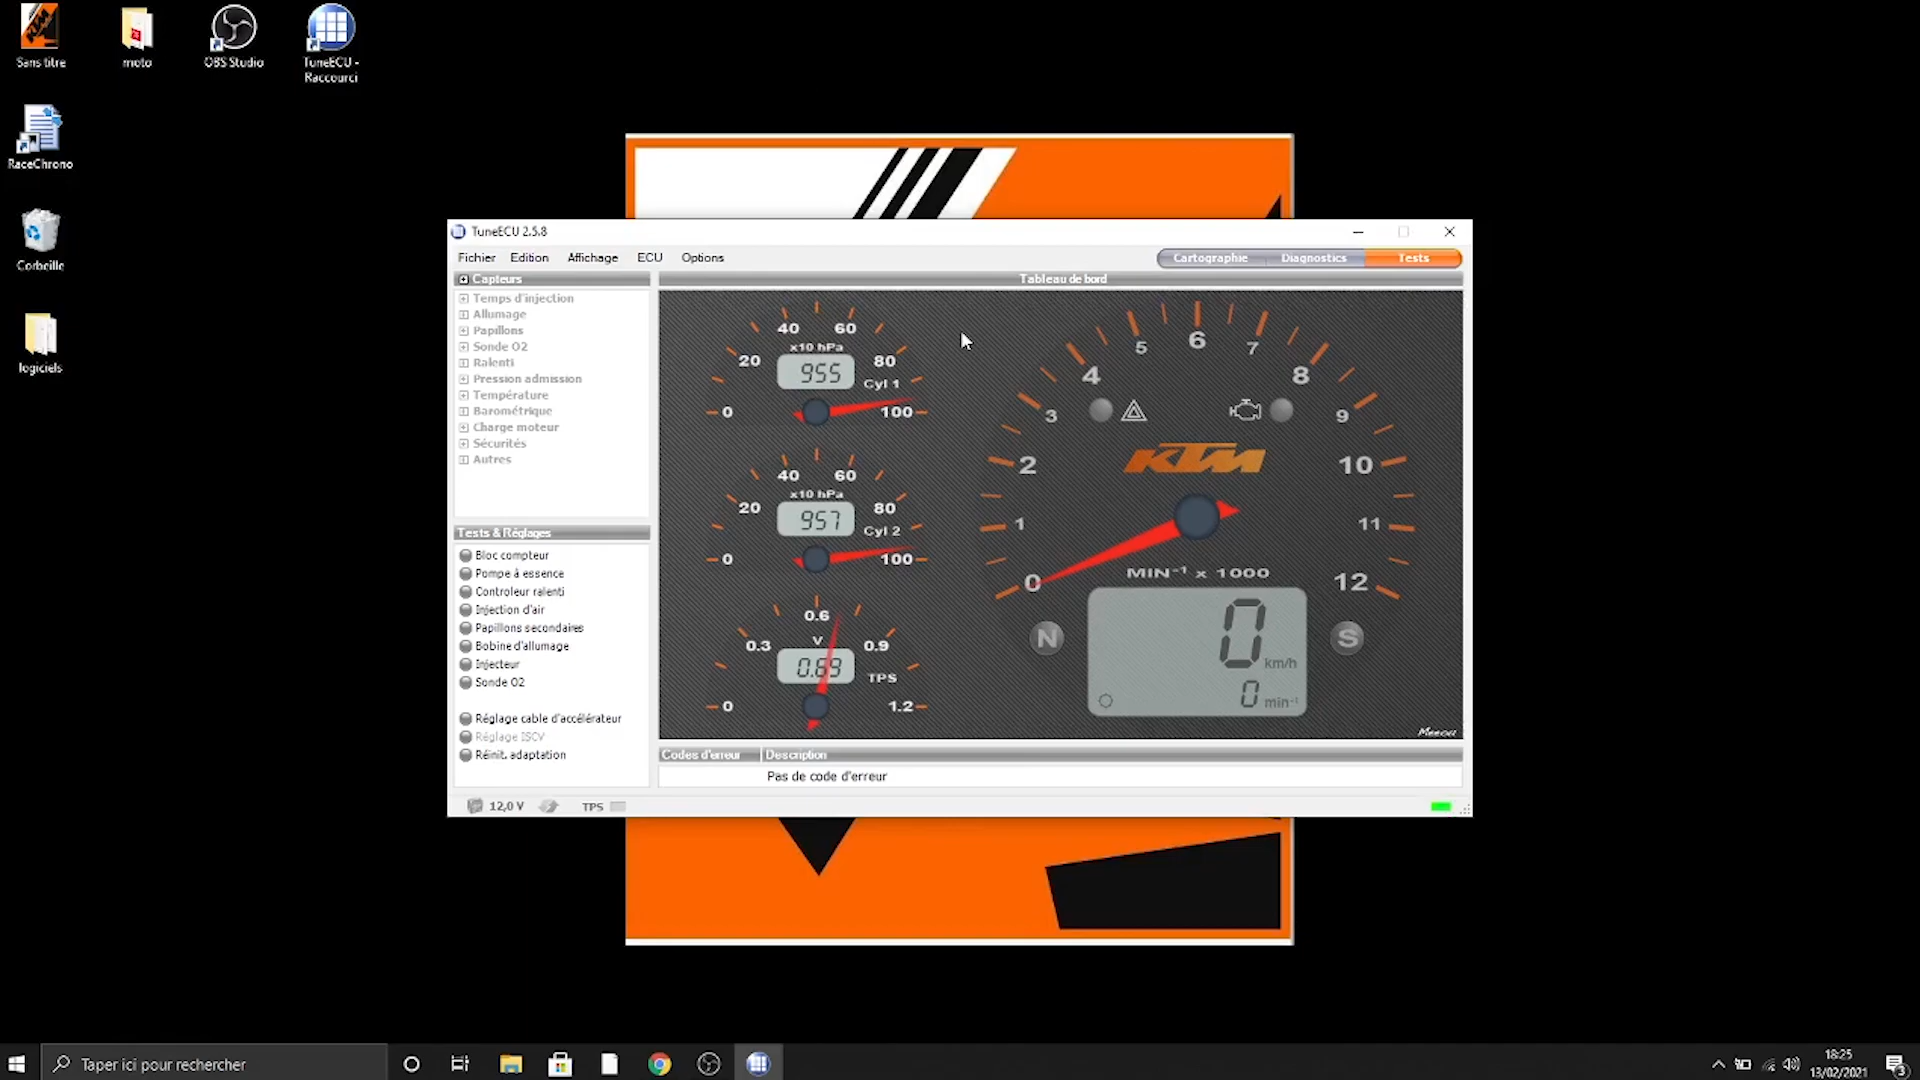 Sans titre
moto
OBS Studio
TuneECU -
Raccourci
RaceChrono
Corbeille
logiciels
TuneECU 2.5.8
Fichier Edition Affichage ECU Options
Cartographie Diagnostics Tests
Capteurs
Temps d'injection
Allumage
Papillons
Sonde O2
Ralenti
Pression admission
Température
Barométrique
Charge moteur
Sécurités
Autres
Tests & Réglages
Bloc compteur
Pompe à essence
Controleur ralenti
Injection d'air
Papillons secondaires
Bobine d'allumage
Injecteur
Sonde O2
Réglage cable d'accélérateur
Réglage ISCV
Réinit. adaptation
Tableau de bord
40 60
x10 hPa
20 955 80
Cyl 1
0 100
40 60
x10 hPa
20 957 80
Cyl 2
0 100
0.6
0.3 V 0.9
TPS
0 1.2
5 6 7
4 8
3 9
KTM
2 10
1 11
0 MIN⁻¹ x 1000 12
N 0 km/h S
0 min⁻¹
Codes d'erreur Description
Pas de code d'erreur
12,0 V TPS
Taper ici pour rechercher
18:25
13/02/2021
3